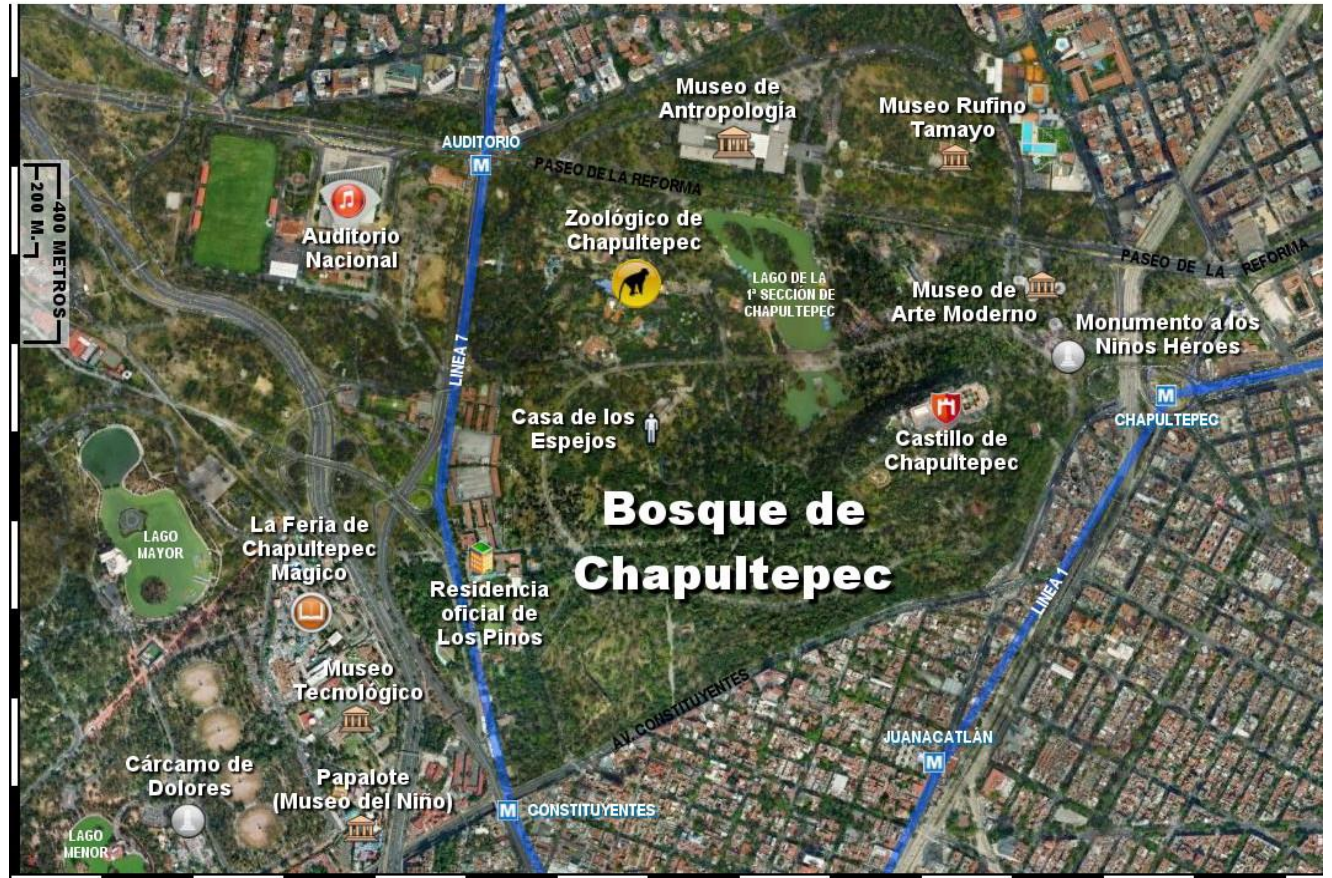 Museo de
Antropología
Museo Rufino
Tamayo
AUDITORIO
M
PASEO DE LA REFORMA
400 METROS
200 M.
Auditorio
Nacional
Zoológico de
Chapultepec
LAGO DE LA
1ª SECCIÓN DE
CHAPULTEPEC
PASEO DE LA REFORMA
Museo de
Arte Moderno
Monumento a los
Niños Héroes
LINEA 7
M
CHAPULTEPEC
Casa de los
Espejos
Castillo de
Chapultepec
Bosque de
Chapultepec
LAGO
MAYOR
La Feria de
Chapultepec
Mágico
Residencia
oficial de
Los Pinos
LINEA 1
Museo
Tecnológico
AV. CONSTITUYENTES
JUANACATLÁN
M
Cárcamo de
Dolores
Papalote
(Museo del Niño)
M CONSTITUYENTES
LAGO
MENOR